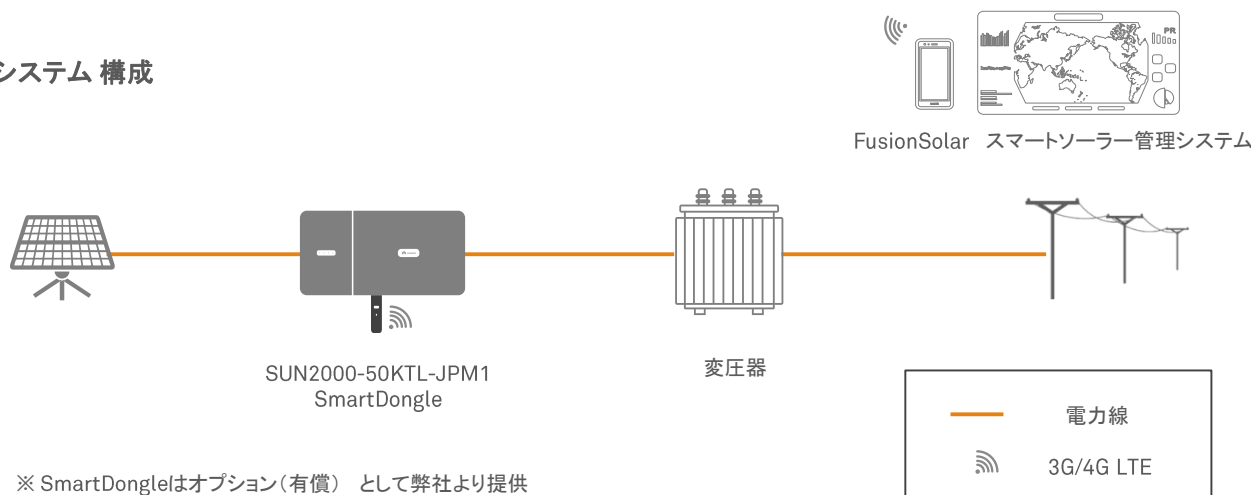 システム 構成
PR
FusionSolar スマートソーラー管理システム
SUN2000-50KTL-JPM1
SmartDongle
変圧器
電力線
3G/4G LTE
※ SmartDongleはオプション（有償） として弊社より提供